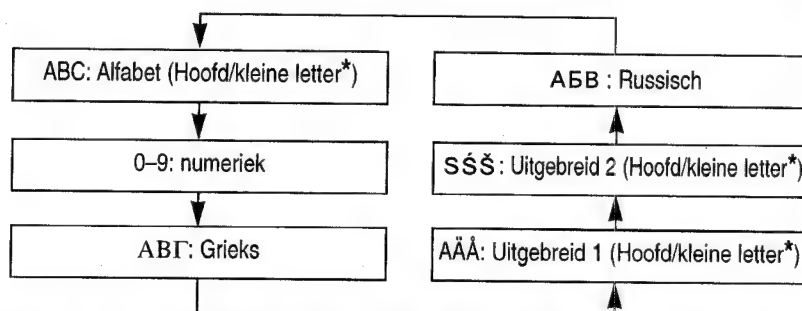 ABC: Alfabet (Hoofd/kleine letter*)
0–9: numeriek
ΑΒΓ: Grieks
АБВ : Russisch
SŚŠ: Uitgebreid 2 (Hoofd/kleine letter*)
AÄÅ: Uitgebreid 1 (Hoofd/kleine letter*)